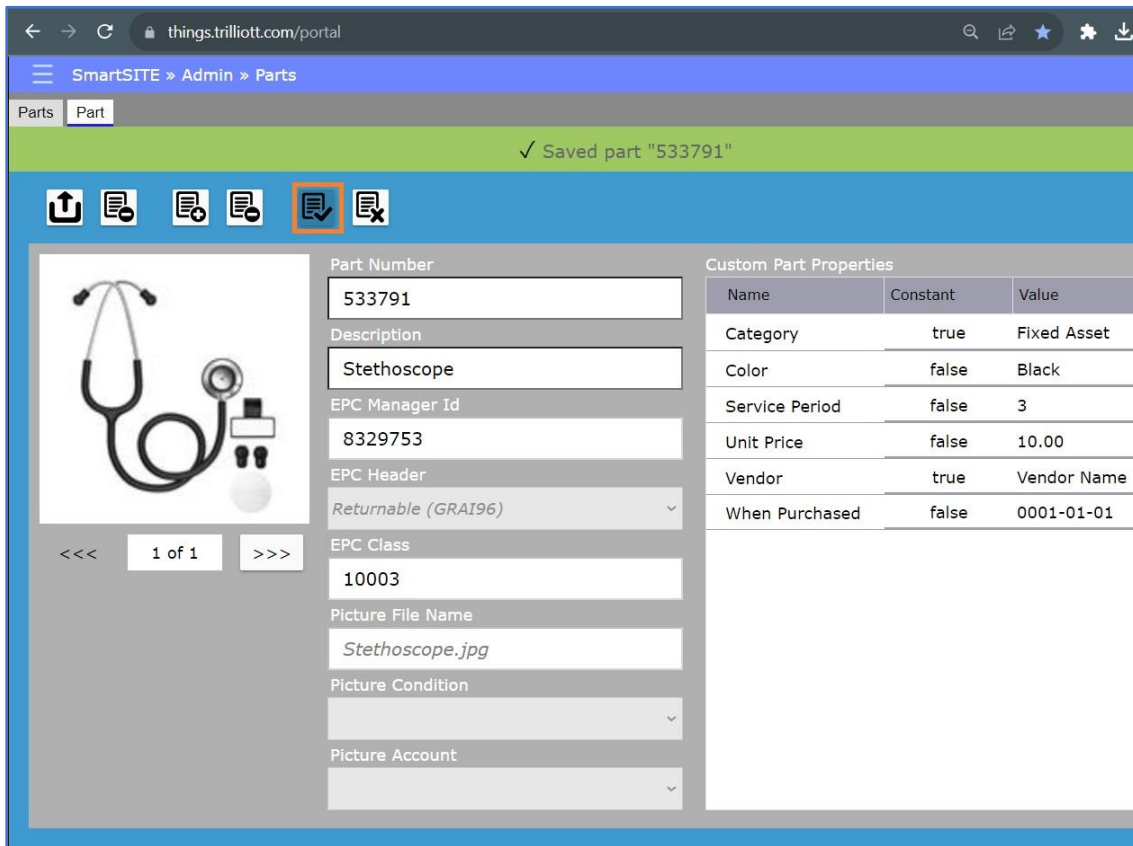 things.trilliott.com/portal
SmartSITE » Admin » Parts
Parts Part
√ Saved part "533791"
Part Number
533791
Description
Stethoscope
EPC Manager Id
8329753
EPC Header
Returnable (GRAI96)
EPC Class
10003
Picture File Name
Stethoscope.jpg
Picture Condition
Picture Account
<<< 1 of 1 >>>
Custom Part Properties
Name Constant Value
Category true Fixed Asset
Color false Black
Service Period false 3
Unit Price false 10.00
Vendor true Vendor Name
When Purchased false 0001-01-01